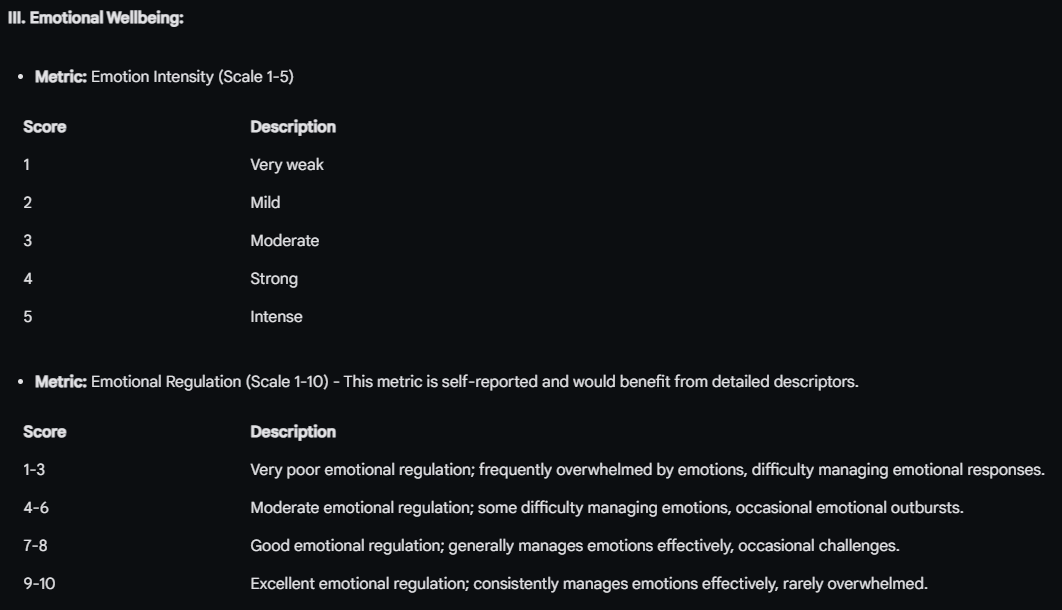 III. Emotional Wellbeing:
• Metric: Emotion Intensity (Scale 1-5)
Score Description
1 Very weak
2 Mild
3 Moderate
4 Strong
5 Intense
• Metric: Emotional Regulation (Scale 1-10) - This metric is self-reported and would benefit from detailed descriptors.
Score Description
1-3 Very poor emotional regulation; frequently overwhelmed by emotions, difficulty managing emotional responses.
4-6 Moderate emotional regulation; some difficulty managing emotions, occasional emotional outbursts.
7-8 Good emotional regulation; generally manages emotions effectively, occasional challenges.
9-10 Excellent emotional regulation; consistently manages emotions effectively, rarely overwhelmed.